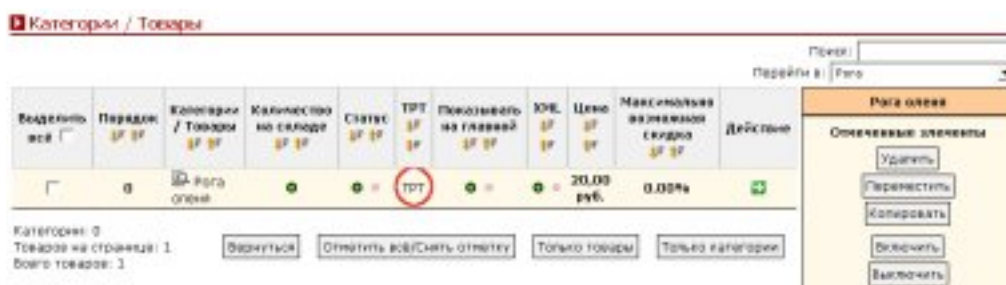 Категории / Товары
Поиск:
Перейти в: Рога
Выделить всё
Порядок
Категории / Товары
Количество на складе
Статус
ТРТ
Показывать на главной
XML
Цена
Максимально возможная скидка
Действие
0
Рога оленя
ТРТ
20,00 руб.
0.00%
Категории: 0
Товаров на странице: 1
Всего товаров: 1
Вернуться
Отметить всё/Снять отметку
Только товары
Только категории
Рога оленя
Отмеченные элементы
Удалить
Переместить
Копировать
Включить
Выключить